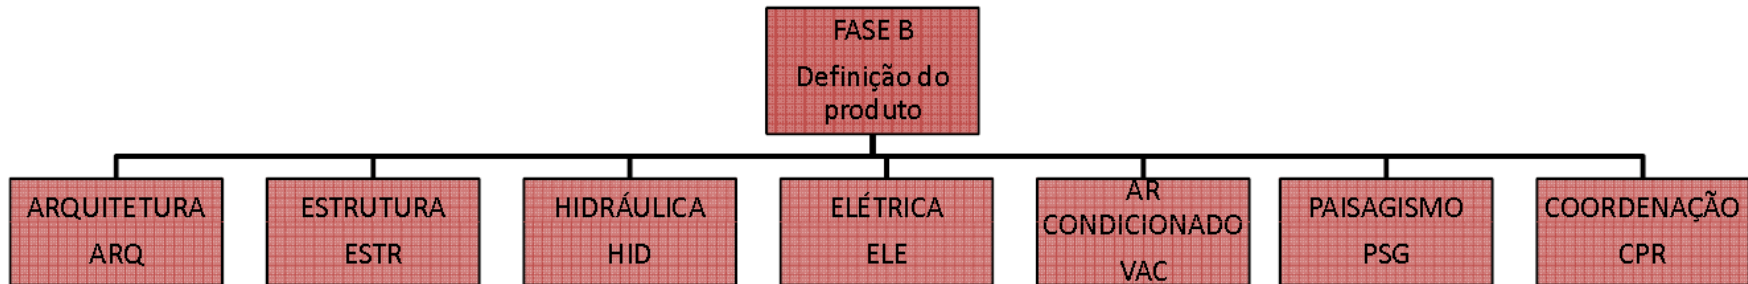 FASE B
Definição do
produto
ARQUITETURA
ARQ
ESTRUTURA
ESTR
HIDRÁULICA
HID
ELÉTRICA
ELE
AR
CONDICIONADO
VAC
PAISAGISMO
PSG
COORDENAÇÃO
CPR